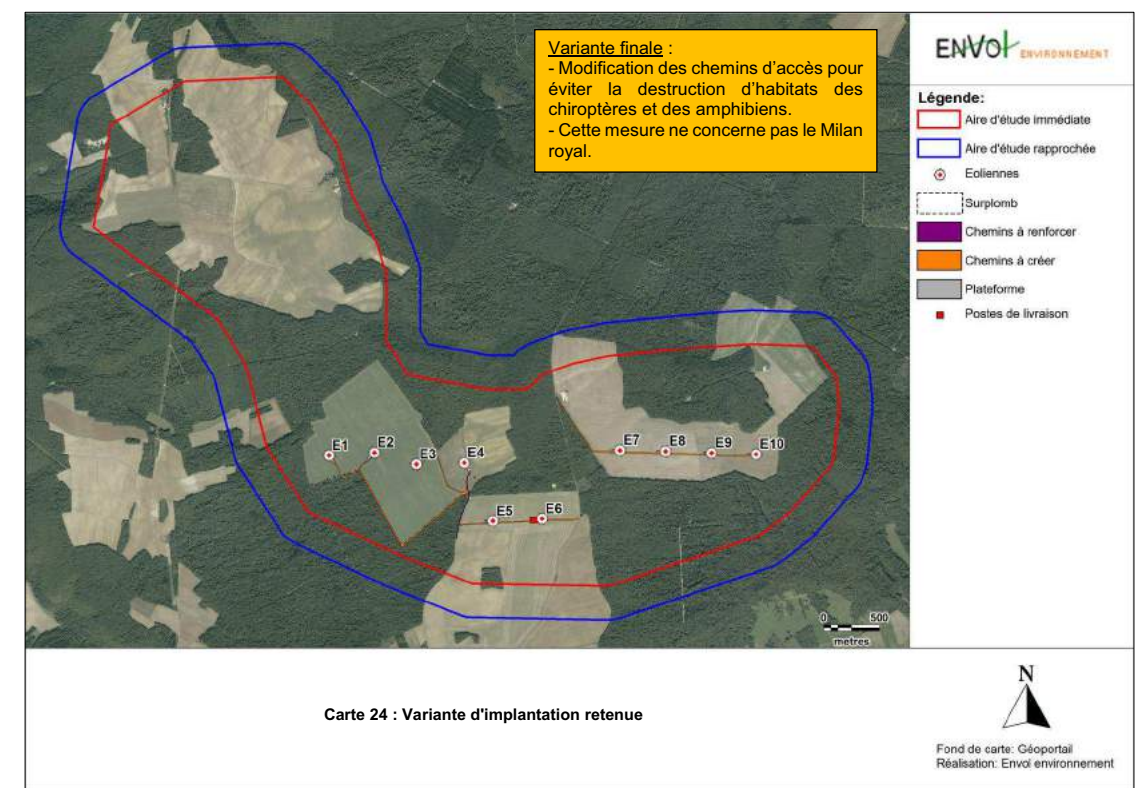 Variante finale :
- Modification des chemins d'accès pour
éviter la destruction d'habitats des
chiroptères et des amphibiens.
- Cette mesure ne concerne pas le Milan
royal.
ENVOI ENVIRONNEMENT
Légende:
Aire d'étude immédiate
Aire d'étude rapprochée
Eoliennes
Surplomb
Chemins à renforcer
Chemins à créer
Plateforme
Postes de livraison
E1
E2
E3
E4
E5
E6
E7
E8
E9
E10
0 500
metres
Carte 24 : Variante d'implantation retenue
N
Fond de carte: Géoportail
Réalisation: Envol environnement